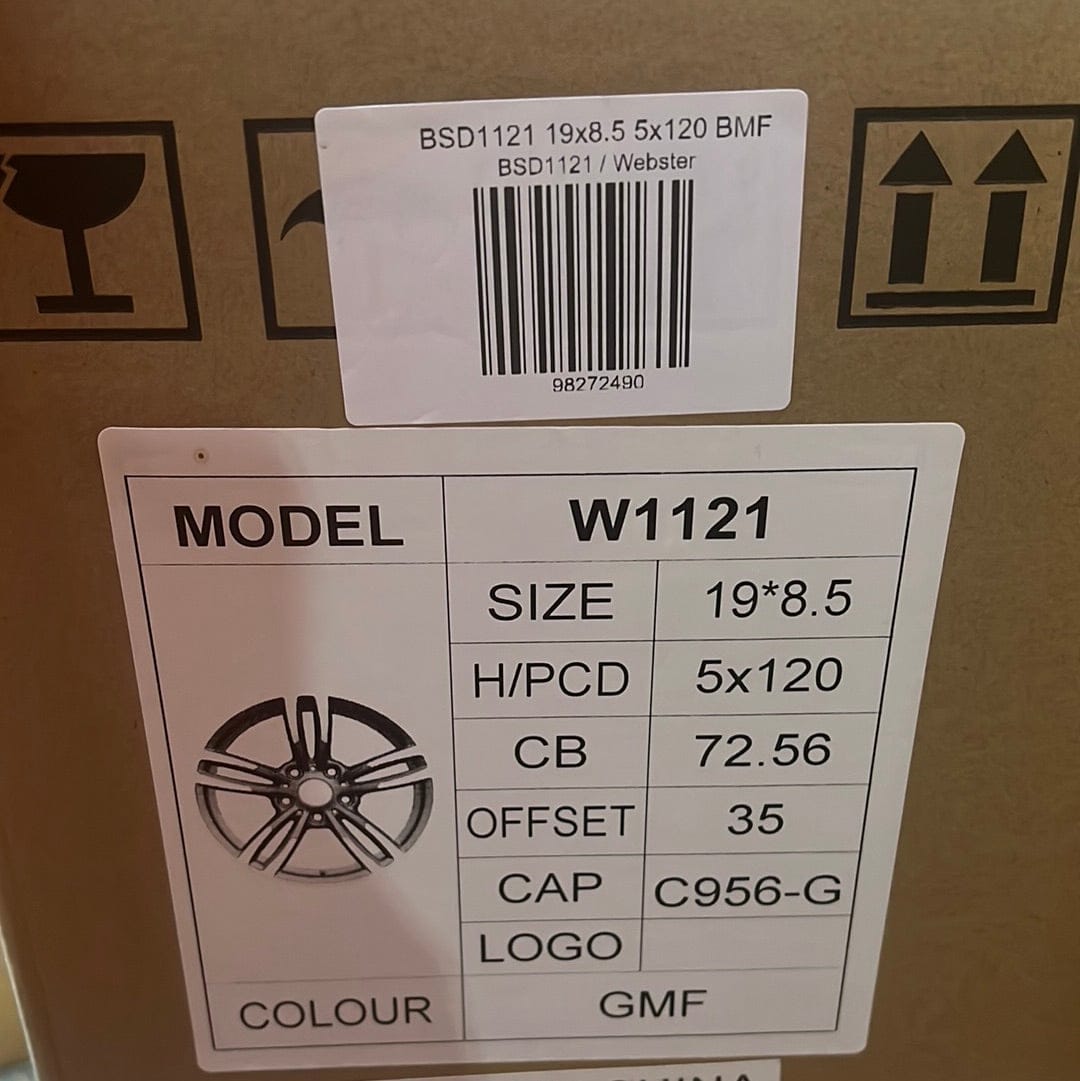 BSD1121 19x8.5 5x120 BMF
BSD1121 / Webster
98272490
MODEL W1121
SIZE 19*8.5
H/PCD 5x120
CB 72.56
OFFSET 35
CAP C956-G
LOGO
COLOUR GMF